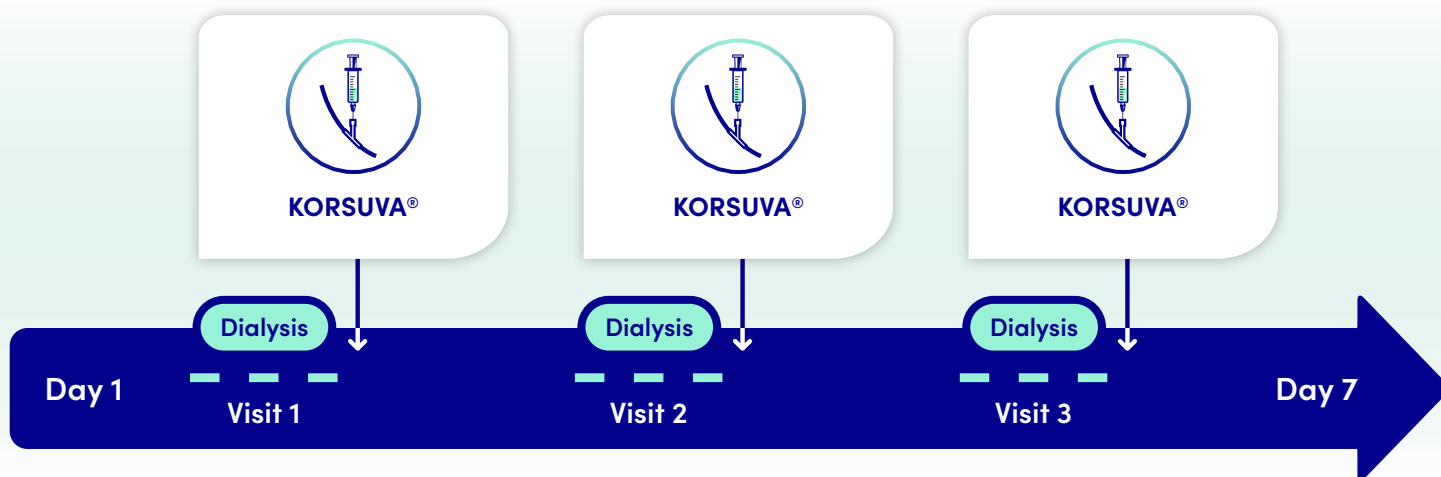 KORSUVA®
KORSUVA®
KORSUVA®
Dialysis
Dialysis
Dialysis
Day 1
Visit 1
Visit 2
Visit 3
Day 7